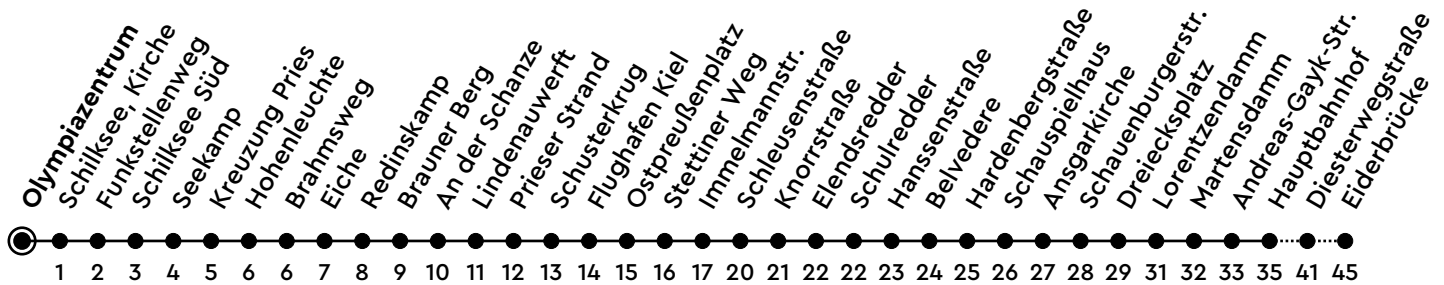 Olympiazentrum
Schilksee, Kirche
Funkstellenweg
Schilksee Süd
Seekamp
Kreuzung Pries
Hohenleuchte
Brahmsweg
Eiche
Redinskamp
Brauner Berg
An der Schanze
Lindenauwerft
Prieser Strand
Schusterkrug
Flughafen Kiel
Ostpreußenplatz
Stettiner Weg
Immelmannstr.
Schleusenstraße
Knorrstraße
Elendsredder
Schulredder
Hanssenstraße
Belvedere
Hardenbergstraße
Schauspielhaus
Ansgarkirche
Schauenburgerstr.
Dreiecksplatz
Lorentzendamm
Martensdamm
Andreas-Gayk-Str.
Hauptbahnhof
Diesterwegstraße
Eiderbrücke
1 2 3 4 5 6 6 7 8 9 10 11 12 13 14 15 16 17 20 21 22 22 23 24 25 26 27 28 29 31 32 33 35 41 45